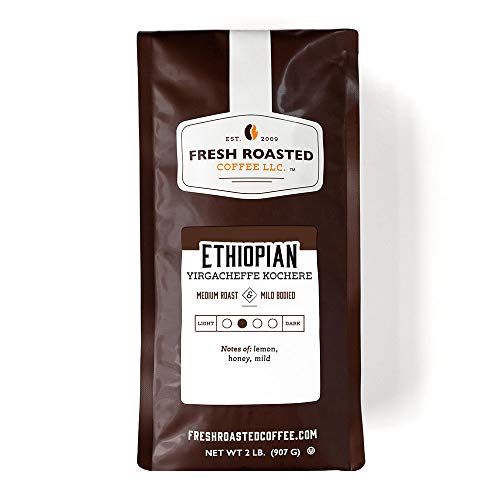 EST. 2009
FRESH ROASTED
COFFEE LLC. ™
ETHIOPIAN
YIRGACHEFFE KOCHERE
MEDIUM ROAST & MILD BODIED
LIGHT DARK
Notes of: lemon,
honey, mild
FRESHROASTEDCOFFEE.COM
NET WT 2 LB. (907 G) U